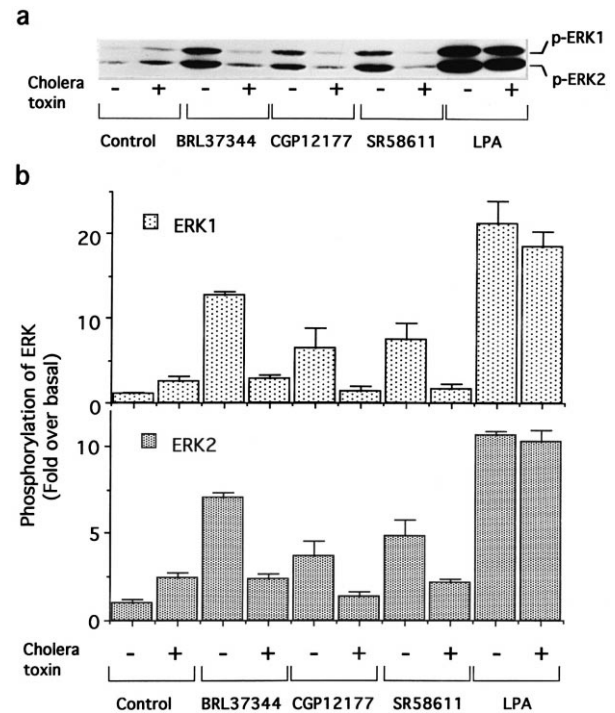 a
p-ERK1
p-ERK2
Cholera toxin - + - + - + - + - +
Control BRL37344 CGP12177 SR58611 LPA
b
Phosphorylation of ERK
(Fold over basal)
ERK1
20
10
0
ERK2
10
5
0
Cholera toxin - + - + - + - + - +
Control BRL37344 CGP12177 SR58611 LPA